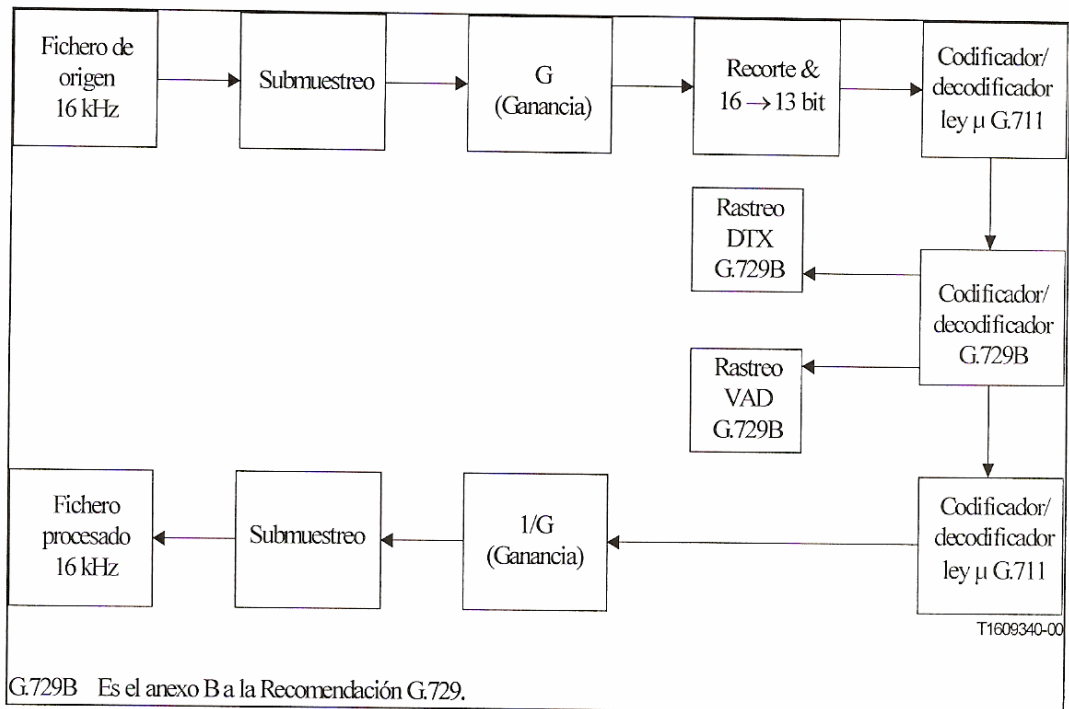 Fichero de
origen
16 kHz
Submuestreo
G
(Ganancia)
Recorte &
16 → 13 bit
Codificador/
decodificador
ley μ G.711
Rastreo
DTX
G.729B
Codificador/
decodificador
G.729B
Rastreo
VAD
G.729B
Fichero
procesado
16 kHz
Submuestreo
1/G
(Ganancia)
Codificador/
decodificador
ley μ G.711
T1609340-00
G.729B Es el anexo B a la Recomendación G.729.